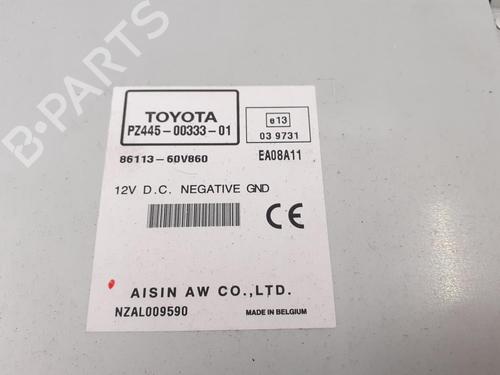 B-PARTS
TOYOTA
PZ445-00333-01
e13
03 9731
86113-60V860
EA08A11
12V D.C. NEGATIVE GND
CE
AISIN AW CO.,LTD.
NZAL009590
MADE IN BELGIUM